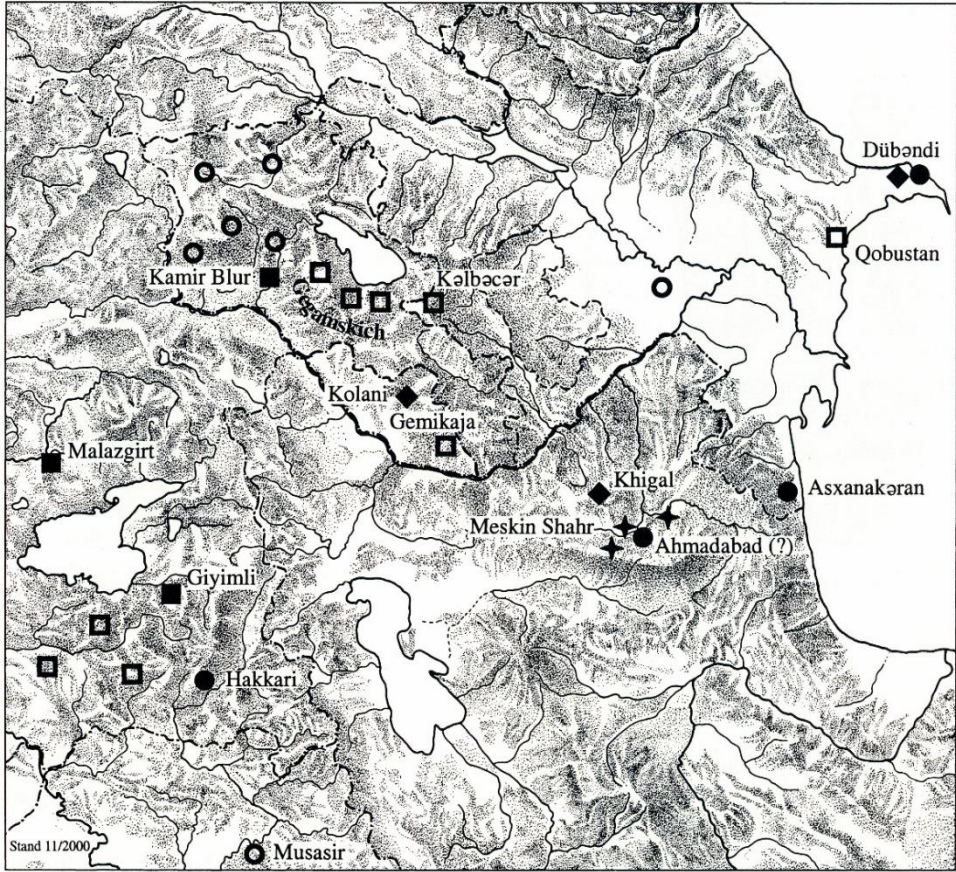 Dübəndi
Qobustan
Kamir Blur
Kəlbəcər
Gegamskich
Kolani
Gemikaja
Malazgirt
Khigal
Asxanakəran
Meskin Shahr
Ahmadabad (?)
Giyimli
Hakkari
Stand 11/2000
Musasir